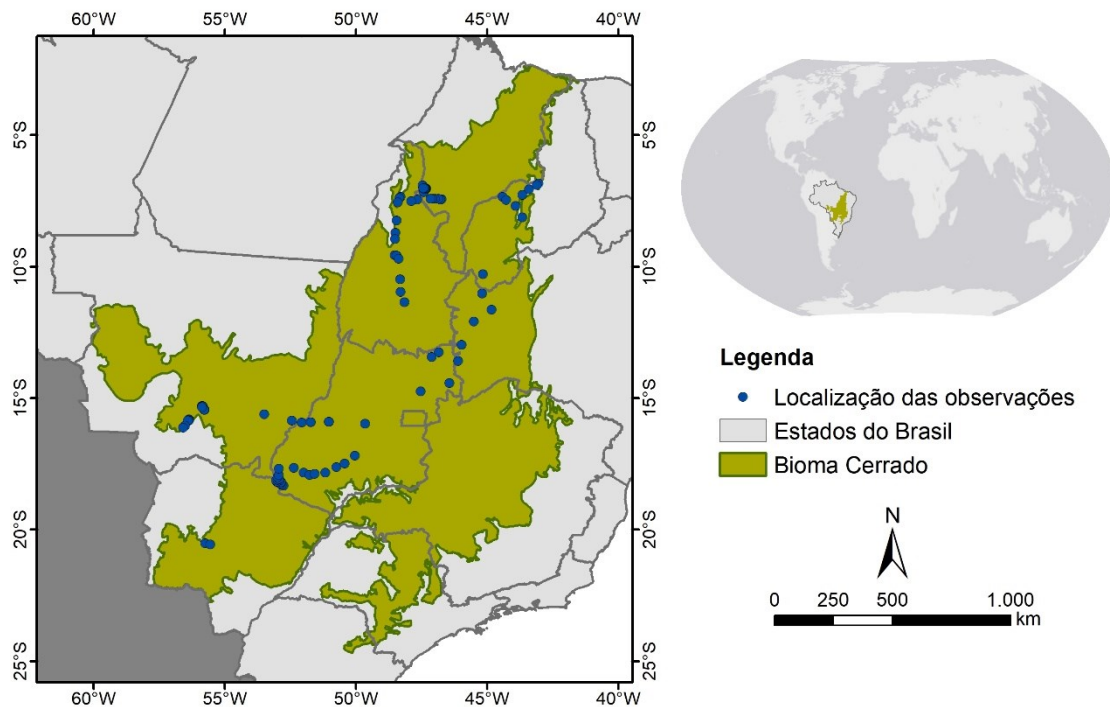 60°W 55°W 50°W 45°W 40°W
5°S 5°S
10°S 10°S
15°S 15°S
20°S 20°S
25°S 25°S
60°W 55°W 50°W 45°W 40°W
Legenda
Localização das observações
Estados do Brasil
Bioma Cerrado
N
0 250 500 1.000
km